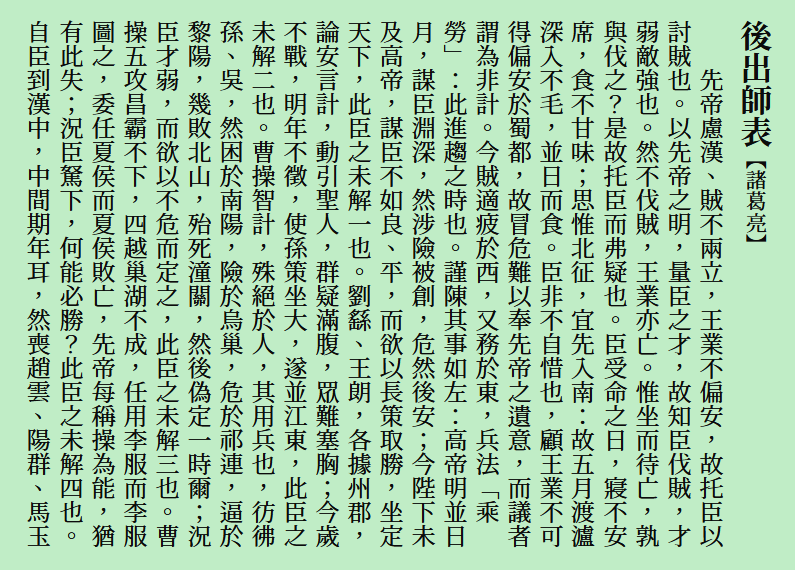 後出師表【諸葛亮】
先帝慮漢、賊不兩立，王業不偏安，故托臣以
討賊也。以先帝之明，量臣之才，故知臣伐賊，才
弱敵強也。然不伐賊，王業亦亡。惟坐而待亡，孰
與伐之？是故托臣而弗疑也。臣受命之日，寢不安
席，食不甘味；思惟北征，宜先入南：故五月渡瀘
深入不毛，並日而食。臣非不自惜也，顧王業不可
得偏安於蜀都，故冒危難以奉先帝之遺意，而議者
謂為非計。今賊適疲於西，又務於東，兵法「乘
勞」：此進趨之時也。謹陳其事如左：高帝明並日
月，謀臣淵深，然涉險被創，危然後安；今陛下未
及高帝，謀臣不如良、平，而欲以長策取勝，坐定
天下，此臣之未解一也。劉繇、王朗，各據州郡，
論安言計，動引聖人，群疑滿腹，眾難塞胸；今歲
不戰，明年不徵，使孫策坐大，遂並江東，此臣之
未解二也。曹操智計，殊絕於人，其用兵也，彷彿
孫、吳，然困於南陽，險於烏巢，危於祁連，逼於
黎陽，幾敗北山，殆死潼關，然後偽定一時爾；況
臣才弱，而欲以不危而定之，此臣之未解三也。曹
操五攻昌霸不下，四越巢湖不成，任用李服而李服
圖之，委任夏侯而夏侯敗亡，先帝每稱操為能，猶
有此失；況臣駑下，何能必勝？此臣之未解四也。
自臣到漢中，中間期年耳，然喪趙雲、陽群、馬玉